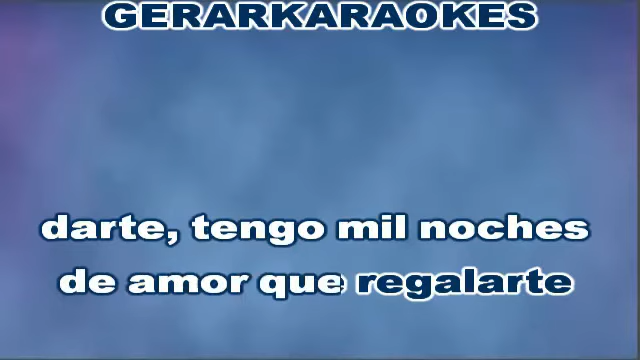 GERARKARAOKES
darte, tengo mil noches
de amor que regalarte